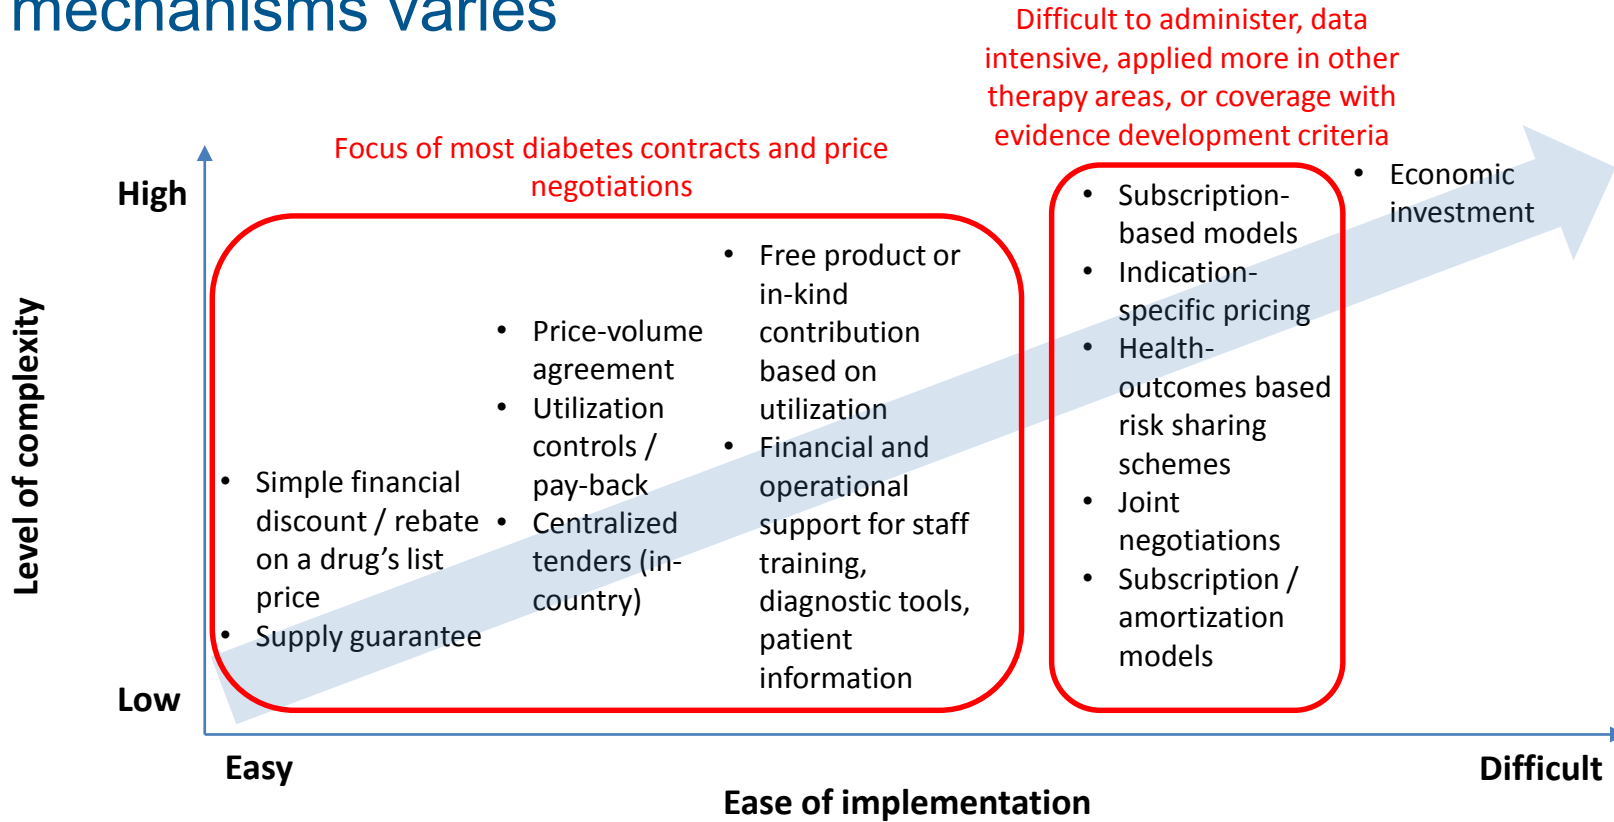 mechanisms varies
Difficult to administer, data
intensive, applied more in other
therapy areas, or coverage with
evidence development criteria
Focus of most diabetes contracts and price
negotiations
High
Level of complexity
Low
• Simple financial
discount / rebate
on a drug's list
price
• Supply guarantee
• Price-volume
agreement
• Utilization
controls /
pay-back
• Centralized
tenders (in-
country)
• Free product or
in-kind
contribution
based on
utilization
• Financial and
operational
support for staff
training,
diagnostic tools,
patient
information
• Subscription-
based models
• Indication-
specific pricing
• Health-
outcomes based
risk sharing
schemes
• Joint
negotiations
• Subscription /
amortization
models
• Economic
investment
Easy
Difficult
Ease of implementation